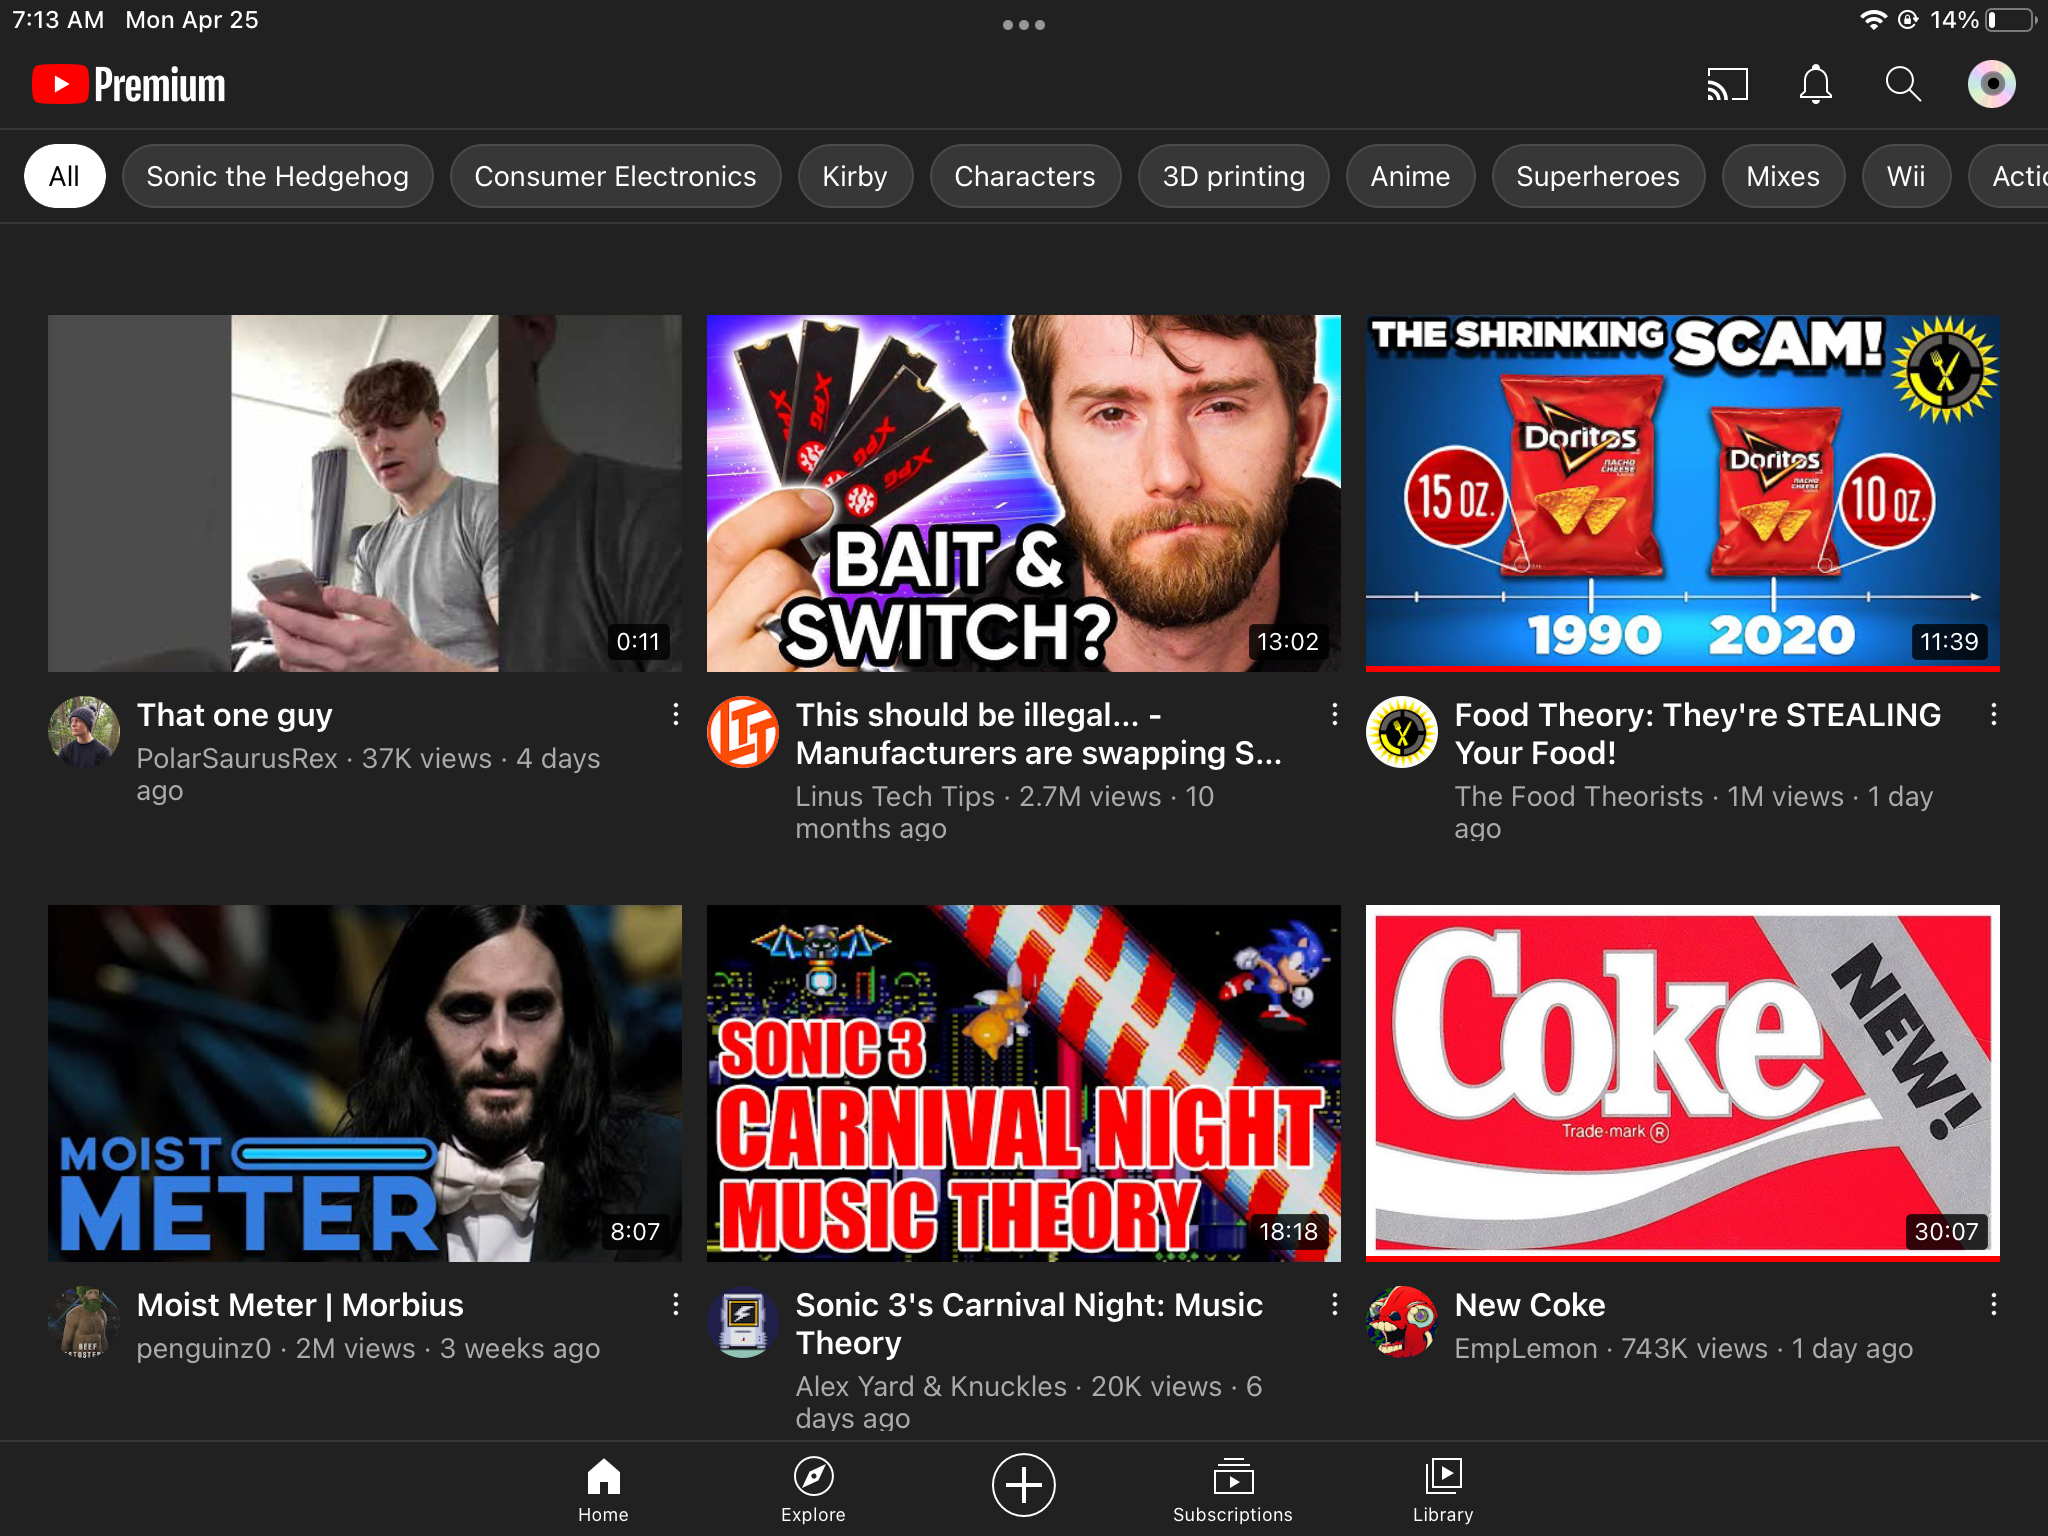 7:13 AM Mon Apr 25
14%
Premium
All
Sonic the Hedgehog
Consumer Electronics
Kirby
Characters
3D printing
Anime
Superheroes
Mixes
Wii
Actic
0:11
XPG
XPG
XPG
XPG
BAIT &
SWITCH?
13:02
THE SHRINKING SCAM!
Doritos
NACHO
CHEESE
15 OZ.
Doritos
NACHO
CHEESE
10 OZ.
1990 2020
11:39
That one guy
PolarSaurusRex · 37K views · 4 days
ago
LTT
This should be illegal... -
Manufacturers are swapping S...
Linus Tech Tips · 2.7M views · 10
months ago
Food Theory: They're STEALING
Your Food!
The Food Theorists · 1M views · 1 day
ago
MOIST
METER
8:07
SONIC 3
CARNIVAL NIGHT
MUSIC THEORY
18:18
Coke
NEW!
Trade-mark ®
30:07
Moist Meter | Morbius
penguinz0 · 2M views · 3 weeks ago
Sonic 3's Carnival Night: Music
Theory
Alex Yard & Knuckles · 20K views · 6
days ago
New Coke
EmpLemon · 743K views · 1 day ago
Home
Explore
Subscriptions
Library